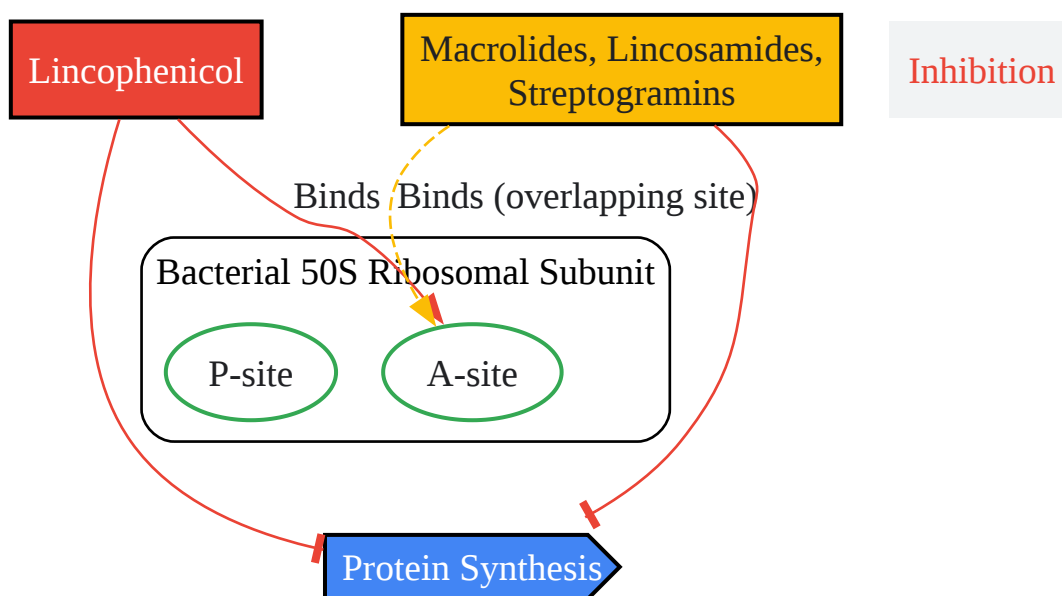 Lincophenicol
Macrolides, Lincosamides,
Streptogramins
Inhibition
Binds
Binds (overlapping site)
Bacterial 50S Ribosomal Subunit
P-site
A-site
Protein Synthesis